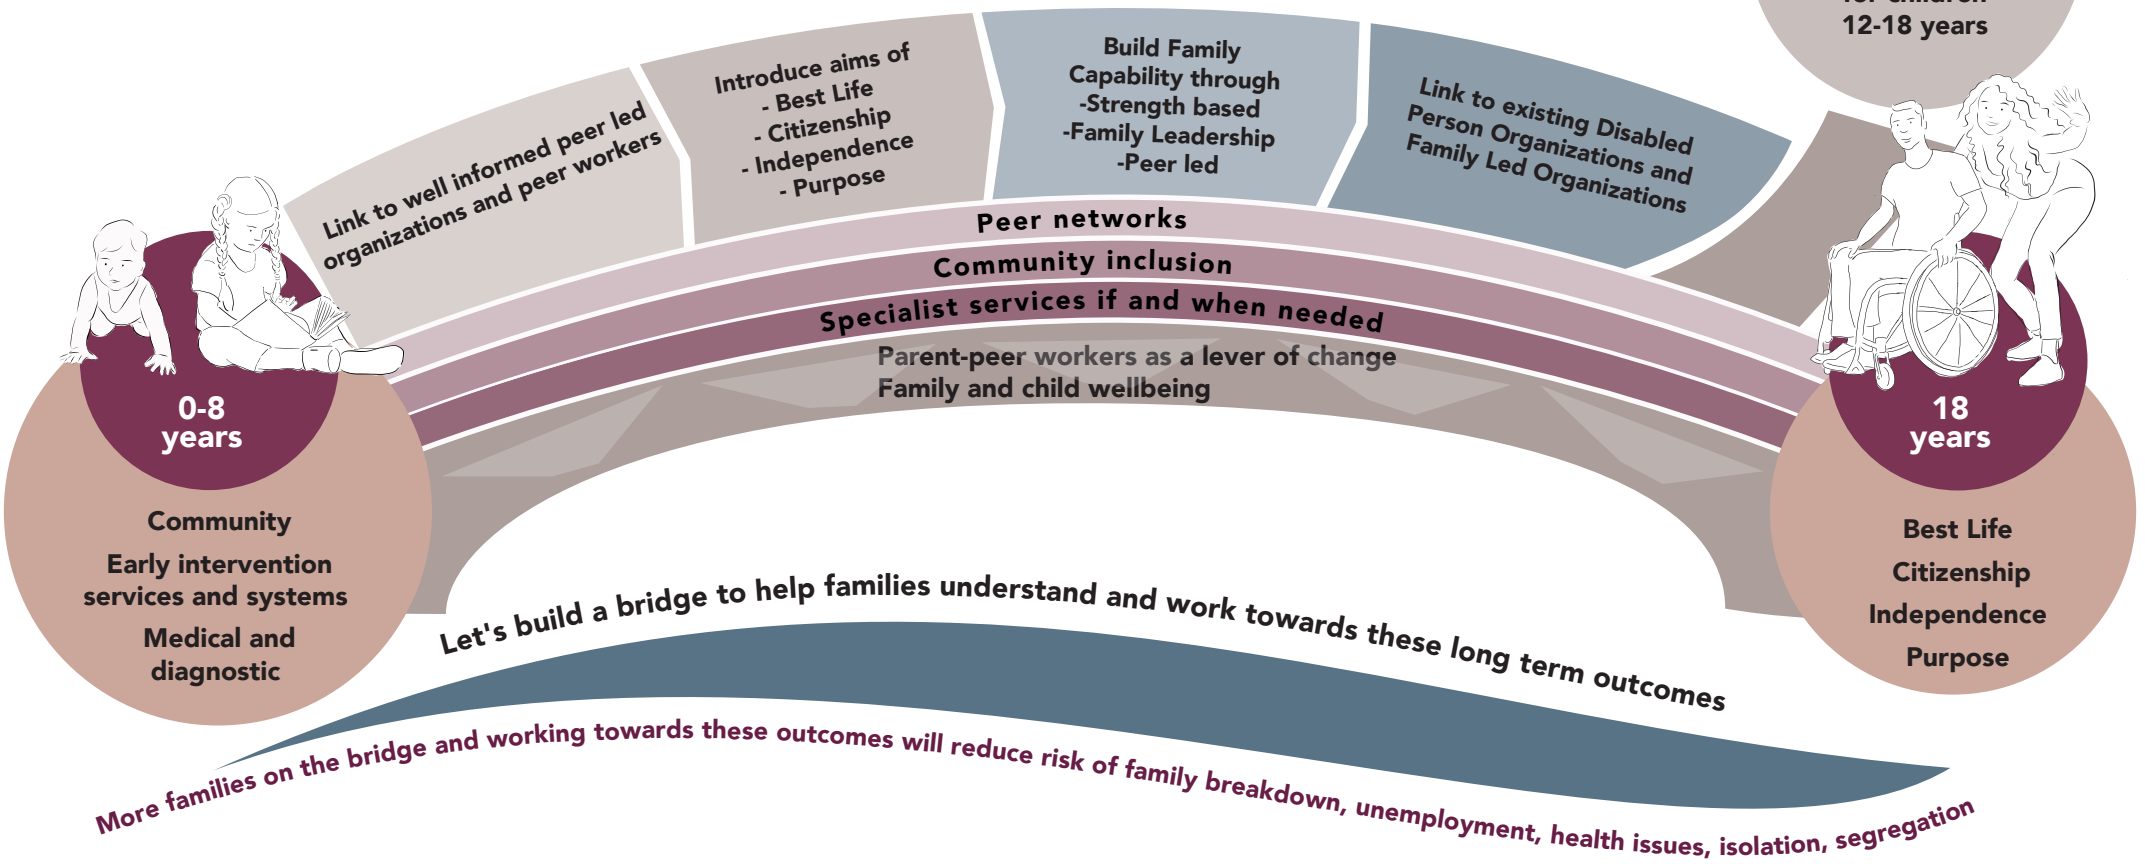 for children
12-18 years
Link to well informed peer led
organizations and peer workers
Introduce aims of
- Best Life
- Citizenship
- Independence
- Purpose
Build Family
Capability through
-Strength based
-Family Leadership
-Peer led
Link to existing Disabled
Person Organizations and
Family Led Organizations
Peer networks
Community inclusion
Specialist services if and when needed
Parent-peer workers as a lever of change
Family and child wellbeing
0-8
years
Community
Early intervention
services and systems
Medical and
diagnostic
18
years
Best Life
Citizenship
Independence
Purpose
Let's build a bridge to help families understand and work towards these long term outcomes
More families on the bridge and working towards these outcomes will reduce risk of family breakdown, unemployment, health issues, isolation, segregation